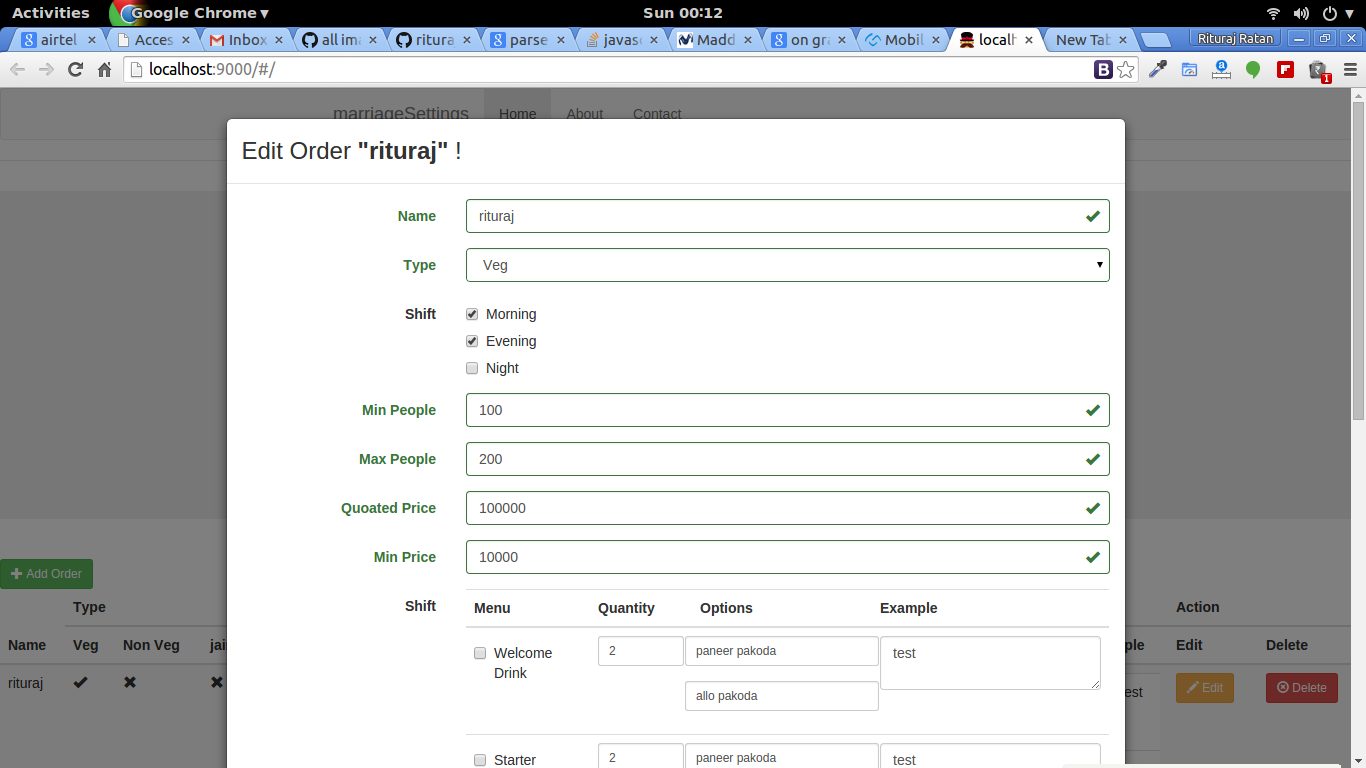 Activities Google Chrome ▾ Sun 00:12
airtel Acces Inbox all ima ritura parse javasc Madd on gra Mobil localh New Tab Rituraj Ratan
localhost:9000/#/
marriageSettings Home About Contact
Edit Order "rituraj" !
Name rituraj
Type Veg
Shift Morning
Evening
Night
Min People 100
Max People 200
Quoated Price 100000
Min Price 10000
Add Order
Shift Menu Quantity Options Example
Type Action
Name Veg Non Veg jai ple Edit Delete
Welcome Drink 2 paneer pakoda test
allo pakoda
rituraj est Edit Delete
Starter 2 paneer pakoda test